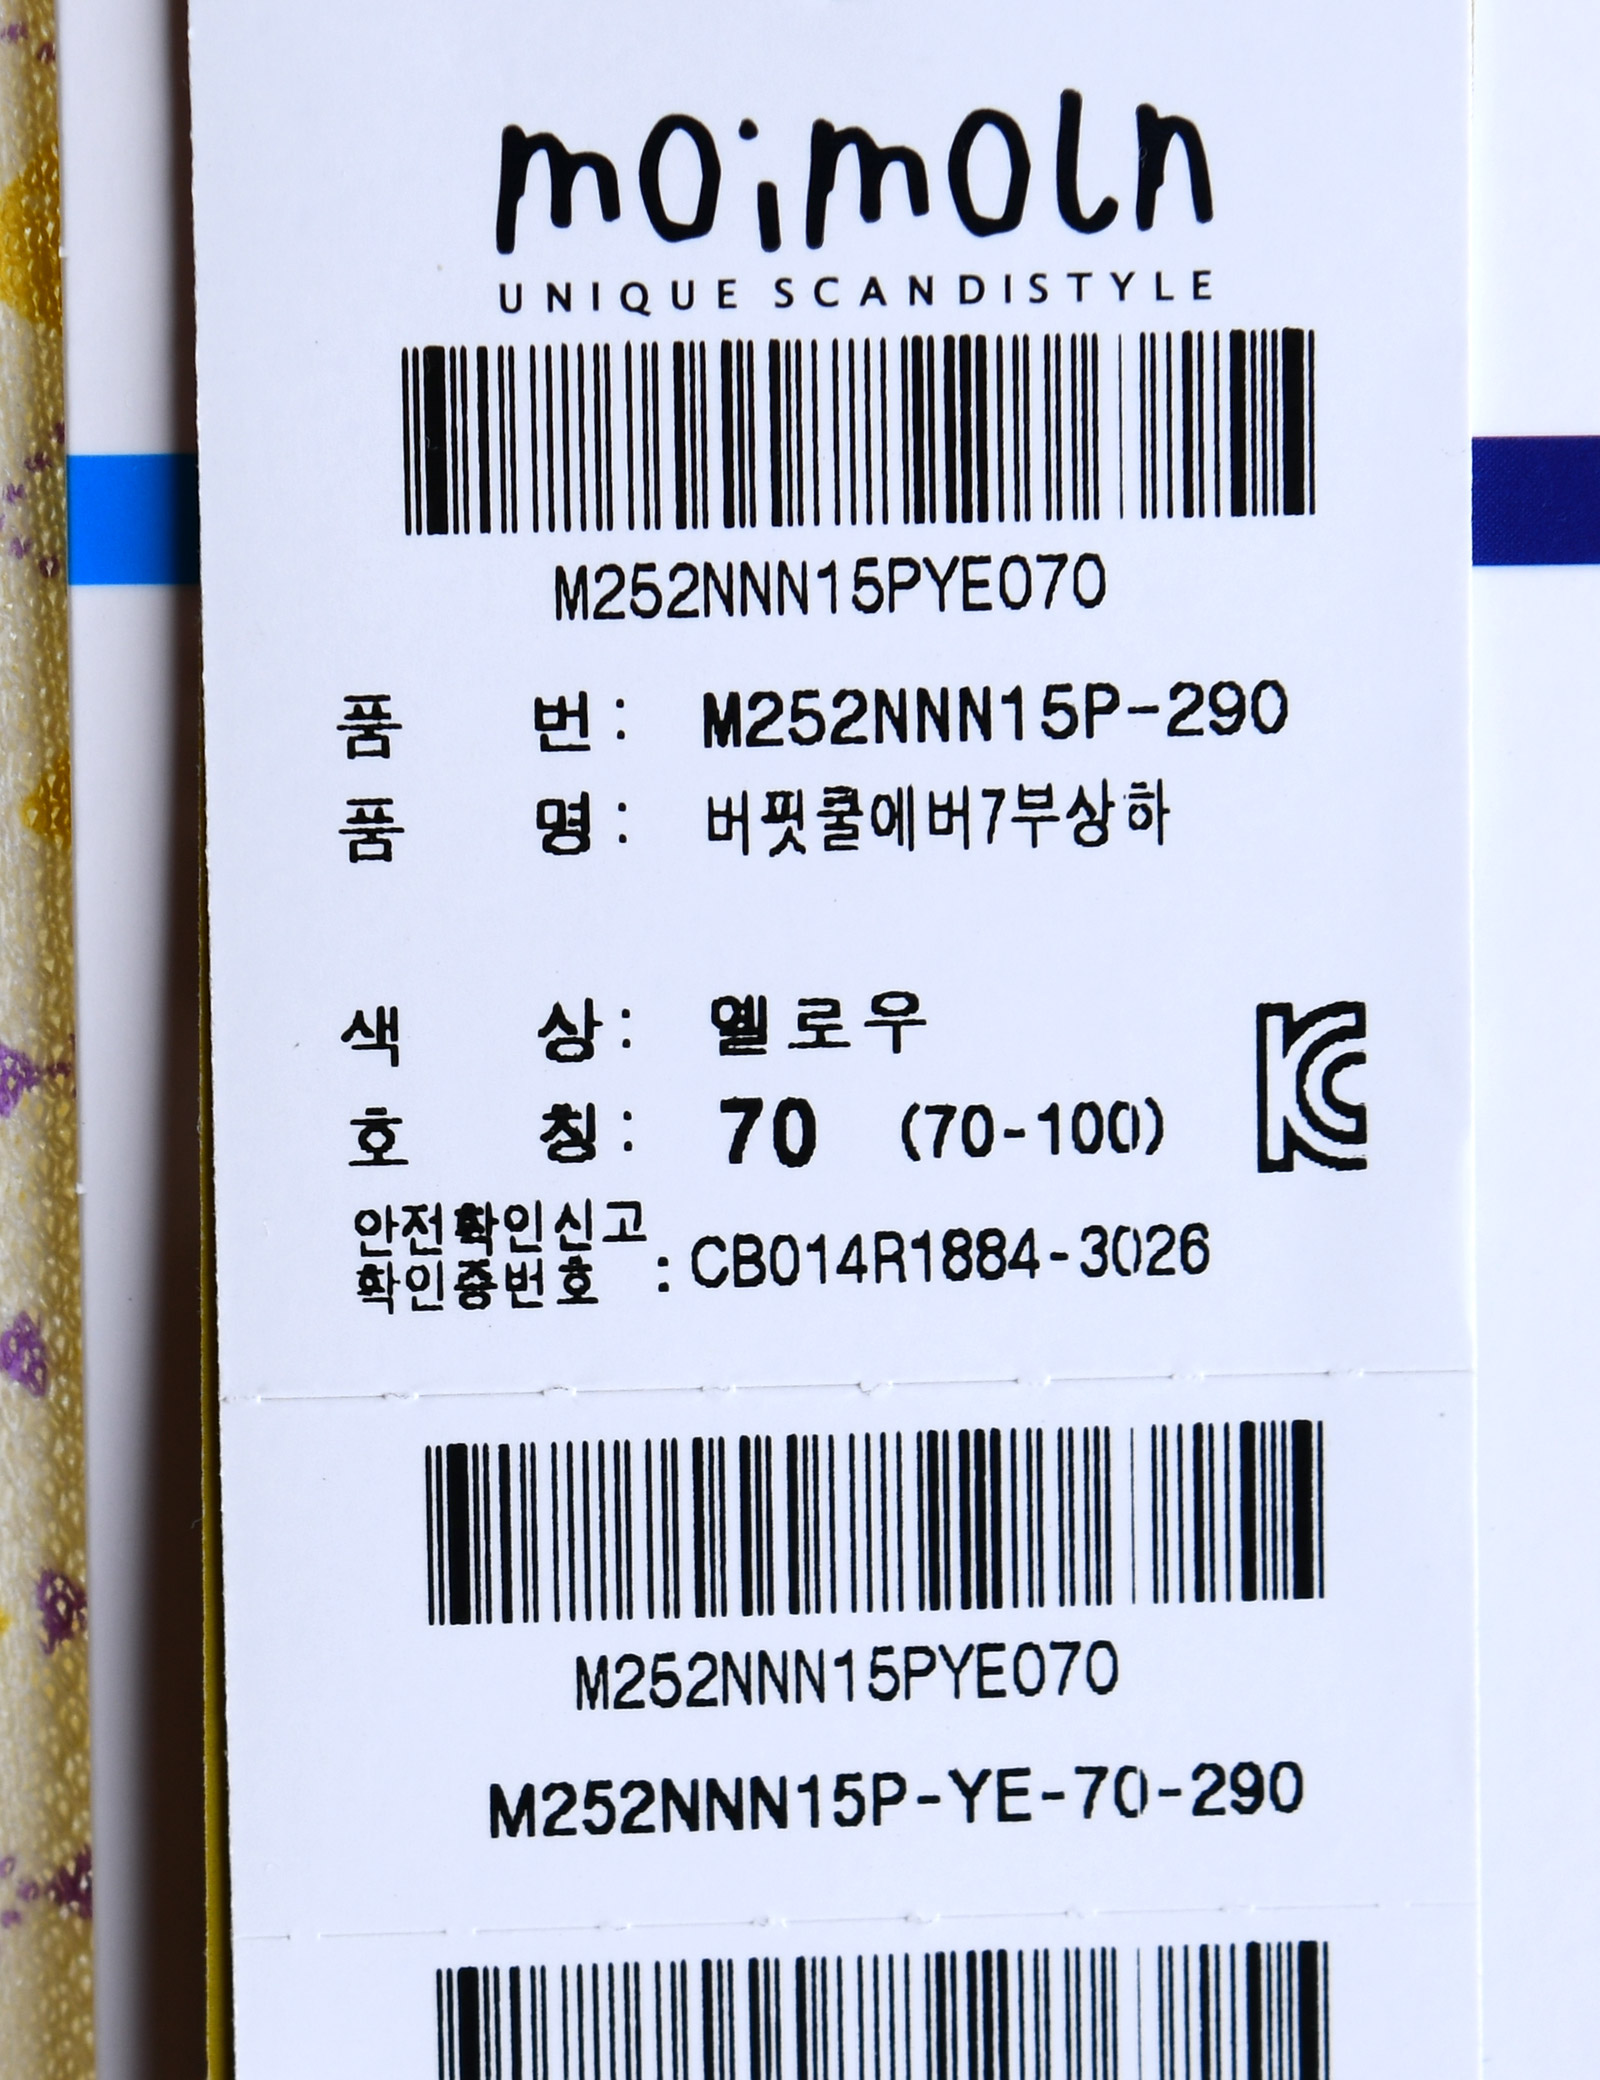 moimoln
UNIQUE SCANDISTYLE
M252NNN15PYE070
품 번 : M252NNN15P-290
품 명 : 버핏쿨에버7부상하
색 상 : 옐로우
호 칭 : 70 (70-100)
안전확인신고
확인증번호 : CB014R1884-3026
M252NNN15PYE070
M252NNN15P-YE-70-290